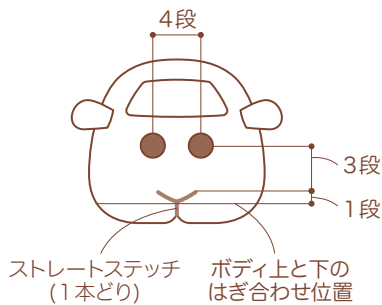 4段
3段
1段
ストレートステッチ
(1本どり)
ボディ上と下の
はぎ合わせ位置